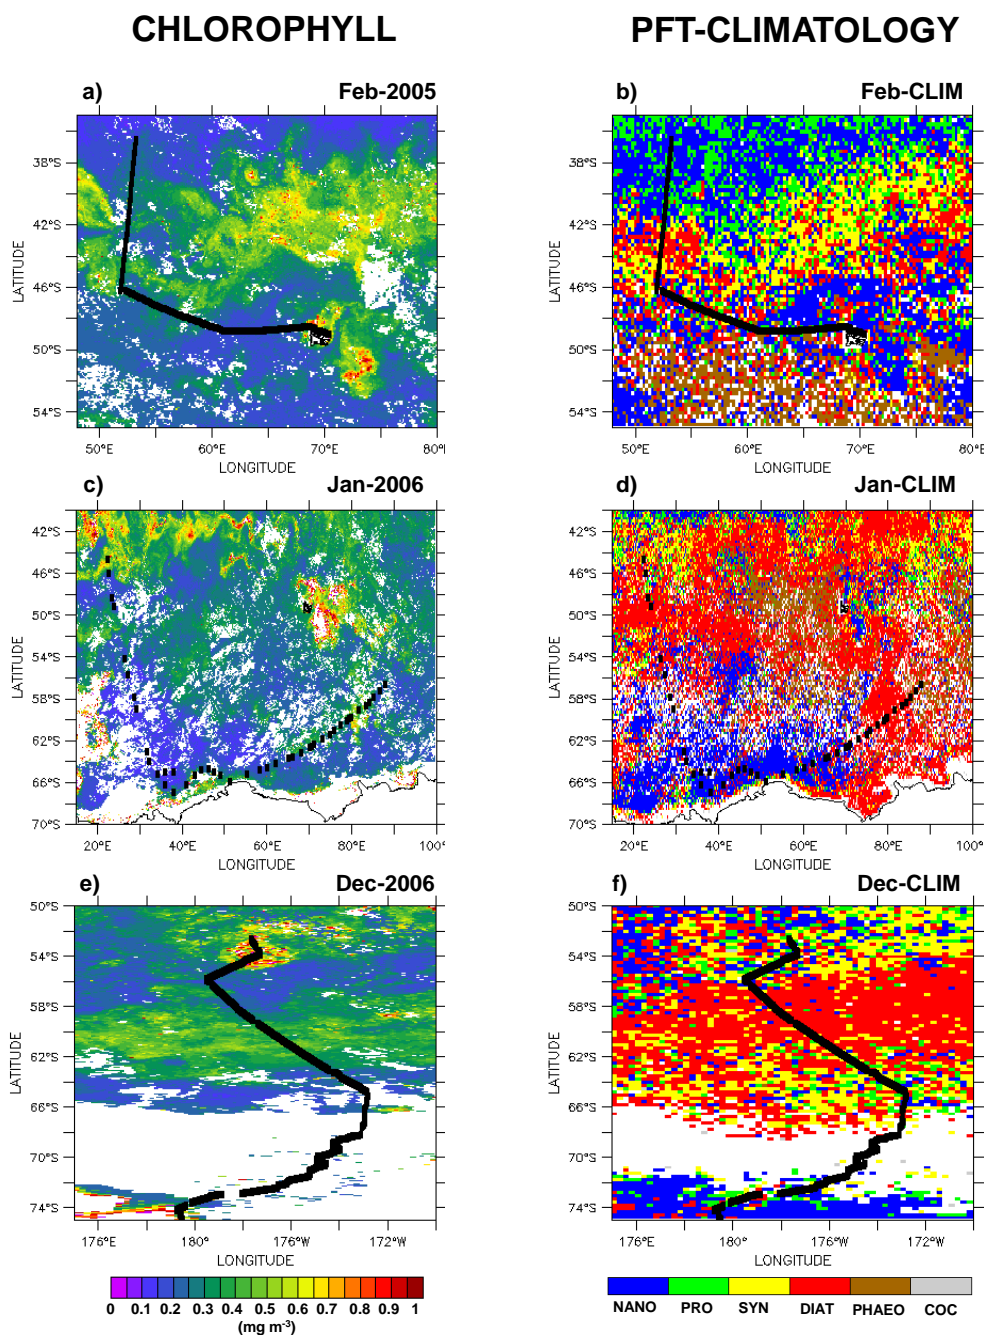 CHLOROPHYLL
PFT-CLIMATOLOGY
a) Feb-2005
38°S
42°S
46°S
50°S
54°S
LATITUDE
50°E 60°E 70°E 80°E
LONGITUDE
b) Feb-CLIM
38°S
42°S
46°S
50°S
54°S
LATITUDE
50°E 60°E 70°E 80°E
LONGITUDE
c) Jan-2006
42°S
46°S
50°S
54°S
58°S
62°S
66°S
70°S
LATITUDE
20°E 40°E 60°E 80°E 100°
LONGITUDE
d) Jan-CLIM
42°S
46°S
50°S
54°S
58°S
62°S
66°S
70°S
LATITUDE
20°E 40°E 60°E 80°E 100°
LONGITUDE
e) Dec-2006
50°S
54°S
58°S
62°S
66°S
70°S
74°S
LATITUDE
176°E 180° 176°W 172°W
LONGITUDE
f) Dec-CLIM
50°S
54°S
58°S
62°S
66°S
70°S
74°S
LATITUDE
176°E 180° 176°W 172°W
LONGITUDE
0 0.1 0.2 0.3 0.4 0.5 0.6 0.7 0.8 0.9 1
(mg m⁻³)
NANO PRO SYN DIAT PHAEO COC